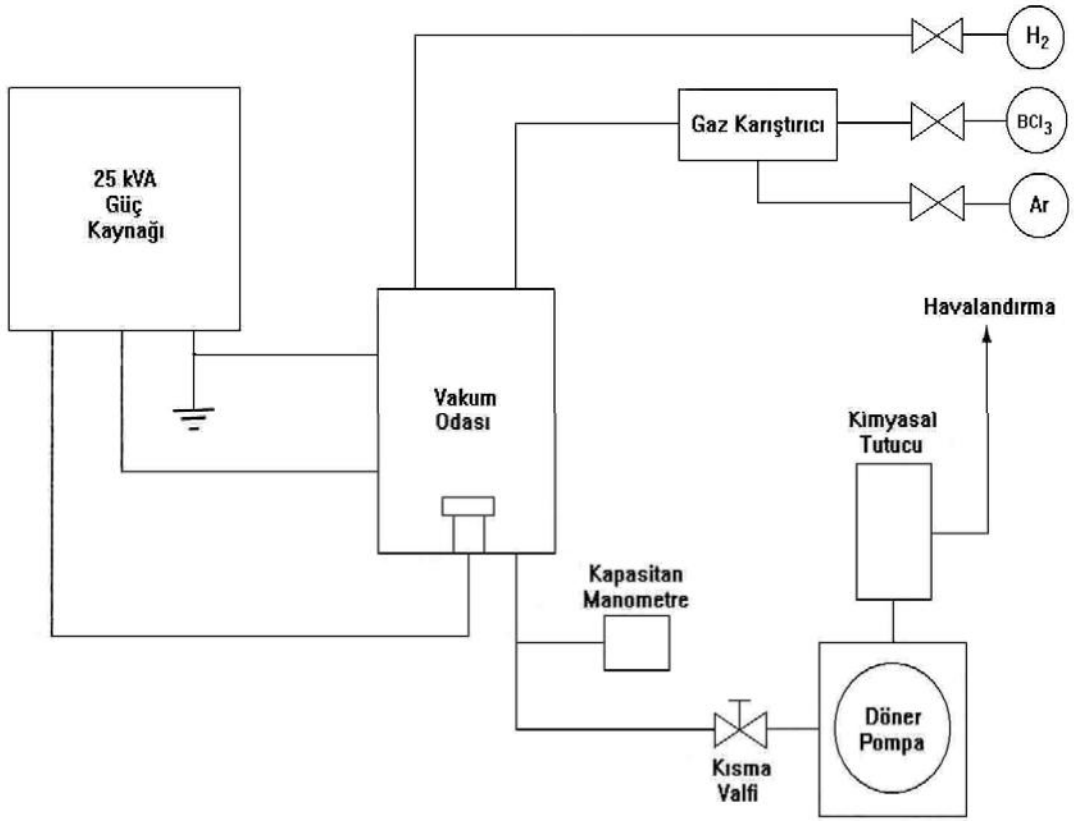 H2
Gaz Karıştırıcı
BCl3
Ar
25 kVA
Güç
Kaynağı
Havalandırma
Vakum
Odası
Kimyasal
Tutucu
Kapasitan
Manometre
Döner
Pompa
Kısma
Valfi